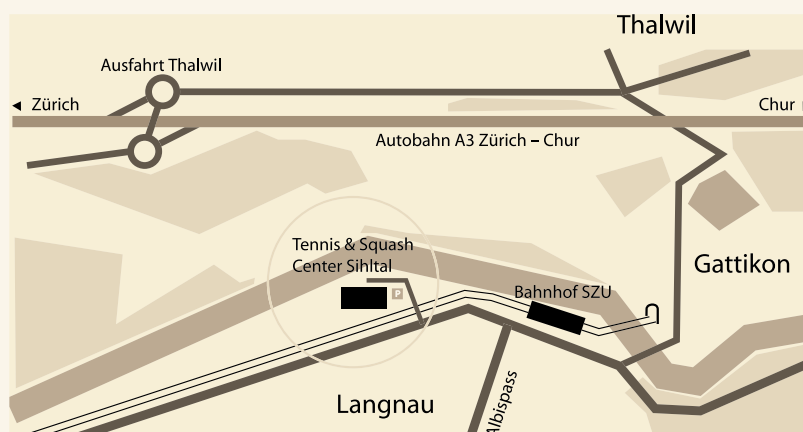 Thalwil
Ausfahrt Thalwil
◄ Zürich
Chur
Autobahn A3 Zürich – Chur
Tennis & Squash
Center Sihltal
P
Bahnhof SZU
Gattikon
Langnau
Albispass